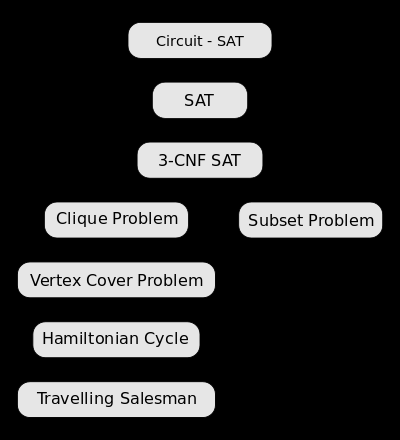 Circuit - SAT
SAT
3-CNF SAT
Clique Problem
Subset Problem
Vertex Cover Problem
Hamiltonian Cycle
Travelling Salesman